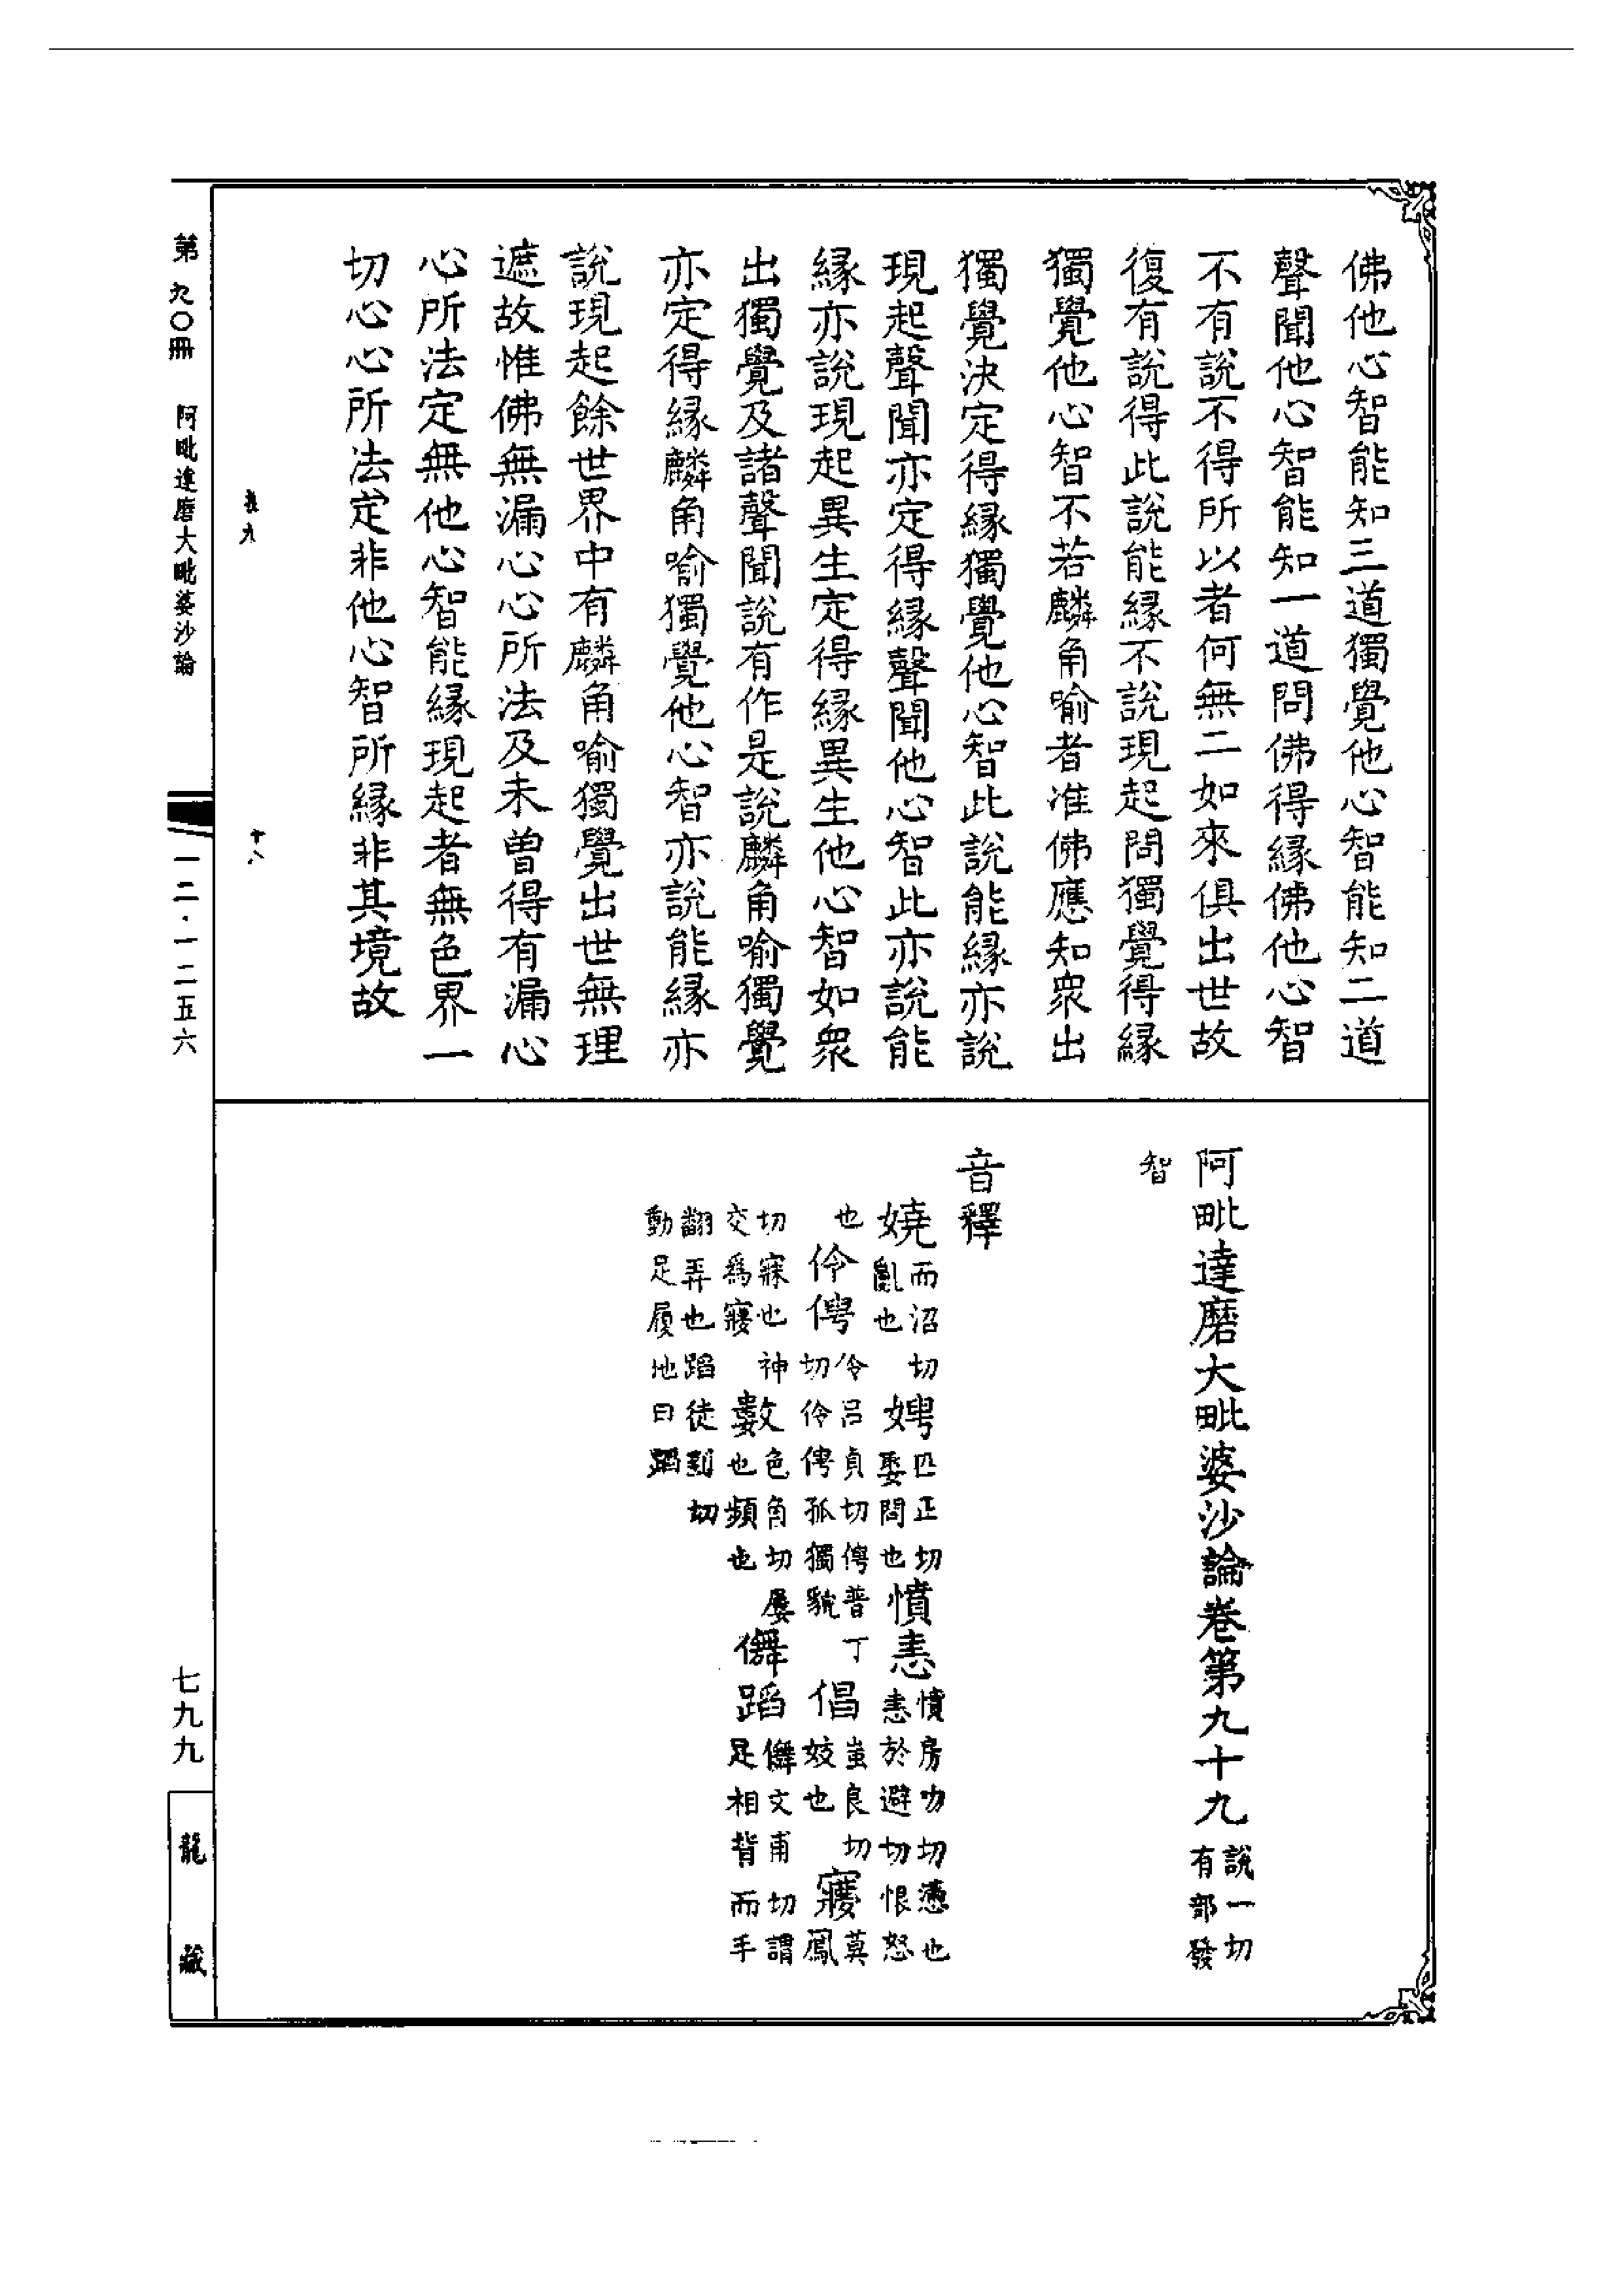 佛他心智能知三道獨覺他心智能知二道
聲聞他心智能知一道問佛得緣佛他心智
不有說不得所以者何無二如來俱出世故
復有說得此說能緣不說現起問獨覺得緣
獨覺他心智不若麟角喻者准佛應知眾出
獨覺決定得緣獨覺他心智此說能緣亦說
現起聲聞亦定得緣聲聞他心智此亦說能
緣亦說現起異生定得緣異生他心智如眾
出獨覺及諸聲聞說有作是說麟角喻獨覺
亦定得緣麟角喻獨覺他心智亦說能緣亦
說現起餘世界中有麟角喻獨覺出世無理
遮故惟佛無漏心心所法及未曾得有漏心
心所法定無他心智能緣現起者無色界一
切心心所法定非他心智所緣非其境故
阿毗達磨大毗婆沙論卷第九十九說一切有部發
智
音釋
嬈而沼切亂也 娉匹正切娶問也 憤恚憤房吻切懣也恚於避切恨怒
也 伶俜伶呂貞切俜普丁切伶俜孤獨貌 倡蚩良切妓也 㝱莫鳳
切寐也神交為㝱 數色角切屢也頻也 儛蹈儛文甫切謂足相背而手
翻弄也蹈徒到切
動足履地曰蹈
第九〇冊 阿毗達磨大毗婆沙論
十八
一二·一二五六
七九九
龍藏